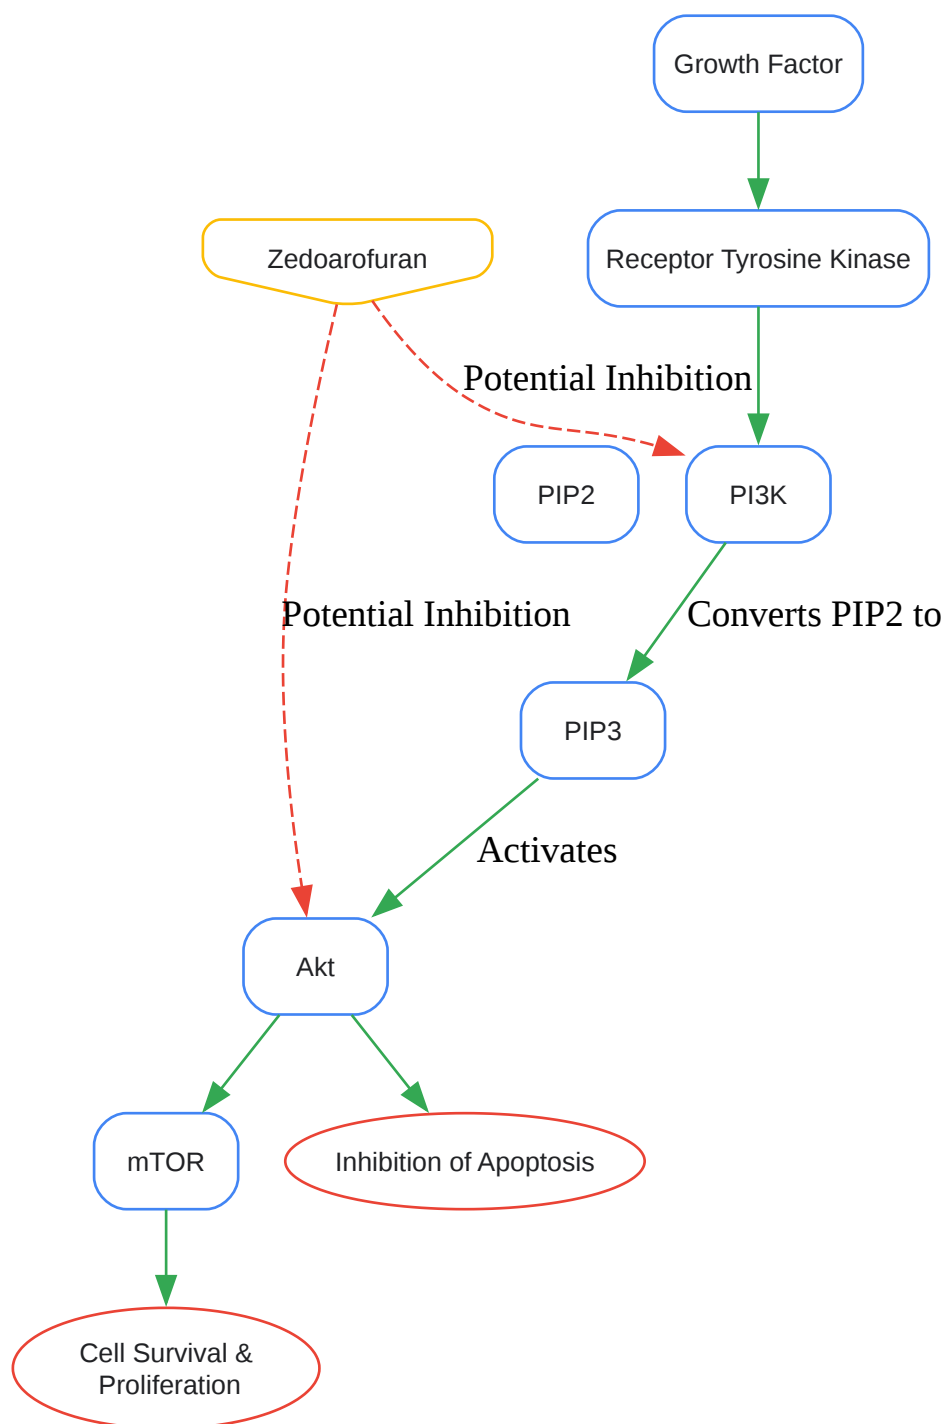 Growth Factor
Zedoarofuran
Receptor Tyrosine Kinase
Potential Inhibition
PIP2
PI3K
Potential Inhibition
Converts PIP2 to
PIP3
Activates
Akt
mTOR
Inhibition of Apoptosis
Cell Survival &
Proliferation